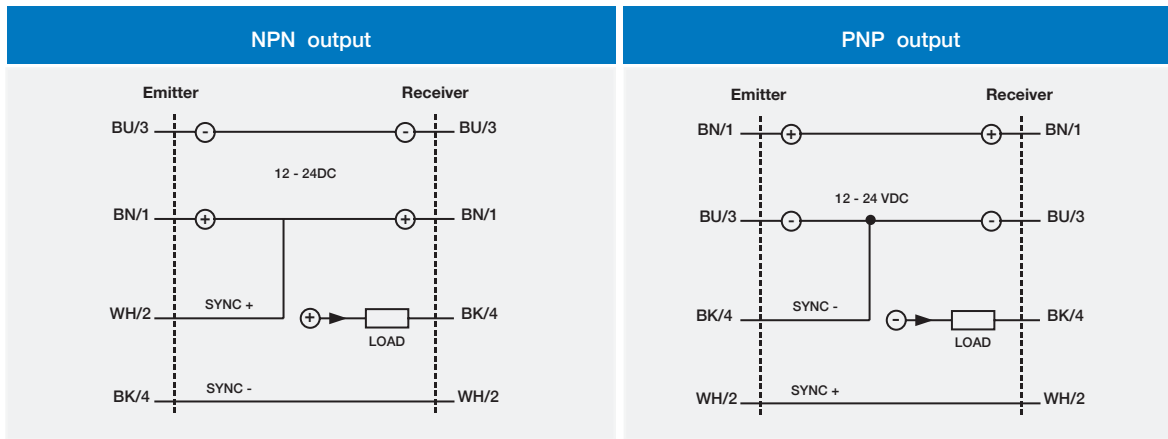 NPN output
Emitter Receiver
BU/3 - - BU/3
12 - 24DC
BN/1 + + BN/1
WH/2 SYNC + + LOAD BK/4
BK/4 SYNC - WH/2
PNP output
Emitter Receiver
BN/1 + + BN/1
12 - 24 VDC
BU/3 - - BU/3
BK/4 SYNC - - LOAD BK/4
WH/2 SYNC + WH/2